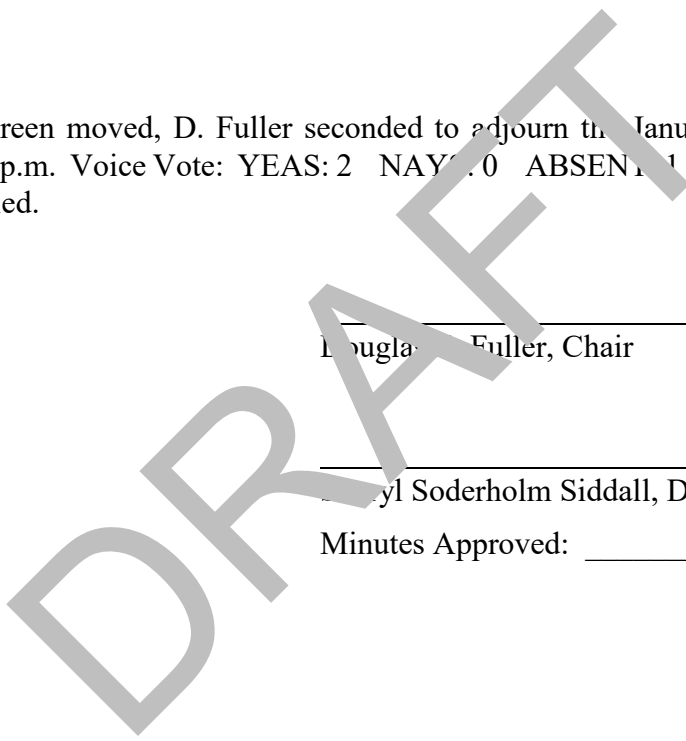 reen moved, D. Fuller seconded to adjourn the Janu
p.m. Voice Vote: YEAS: 2 NAYS: 0 ABSENT: 1
ed.
Fuller, Chair
Soderholm Siddall, D
Minutes Approved: ________
DRAFT